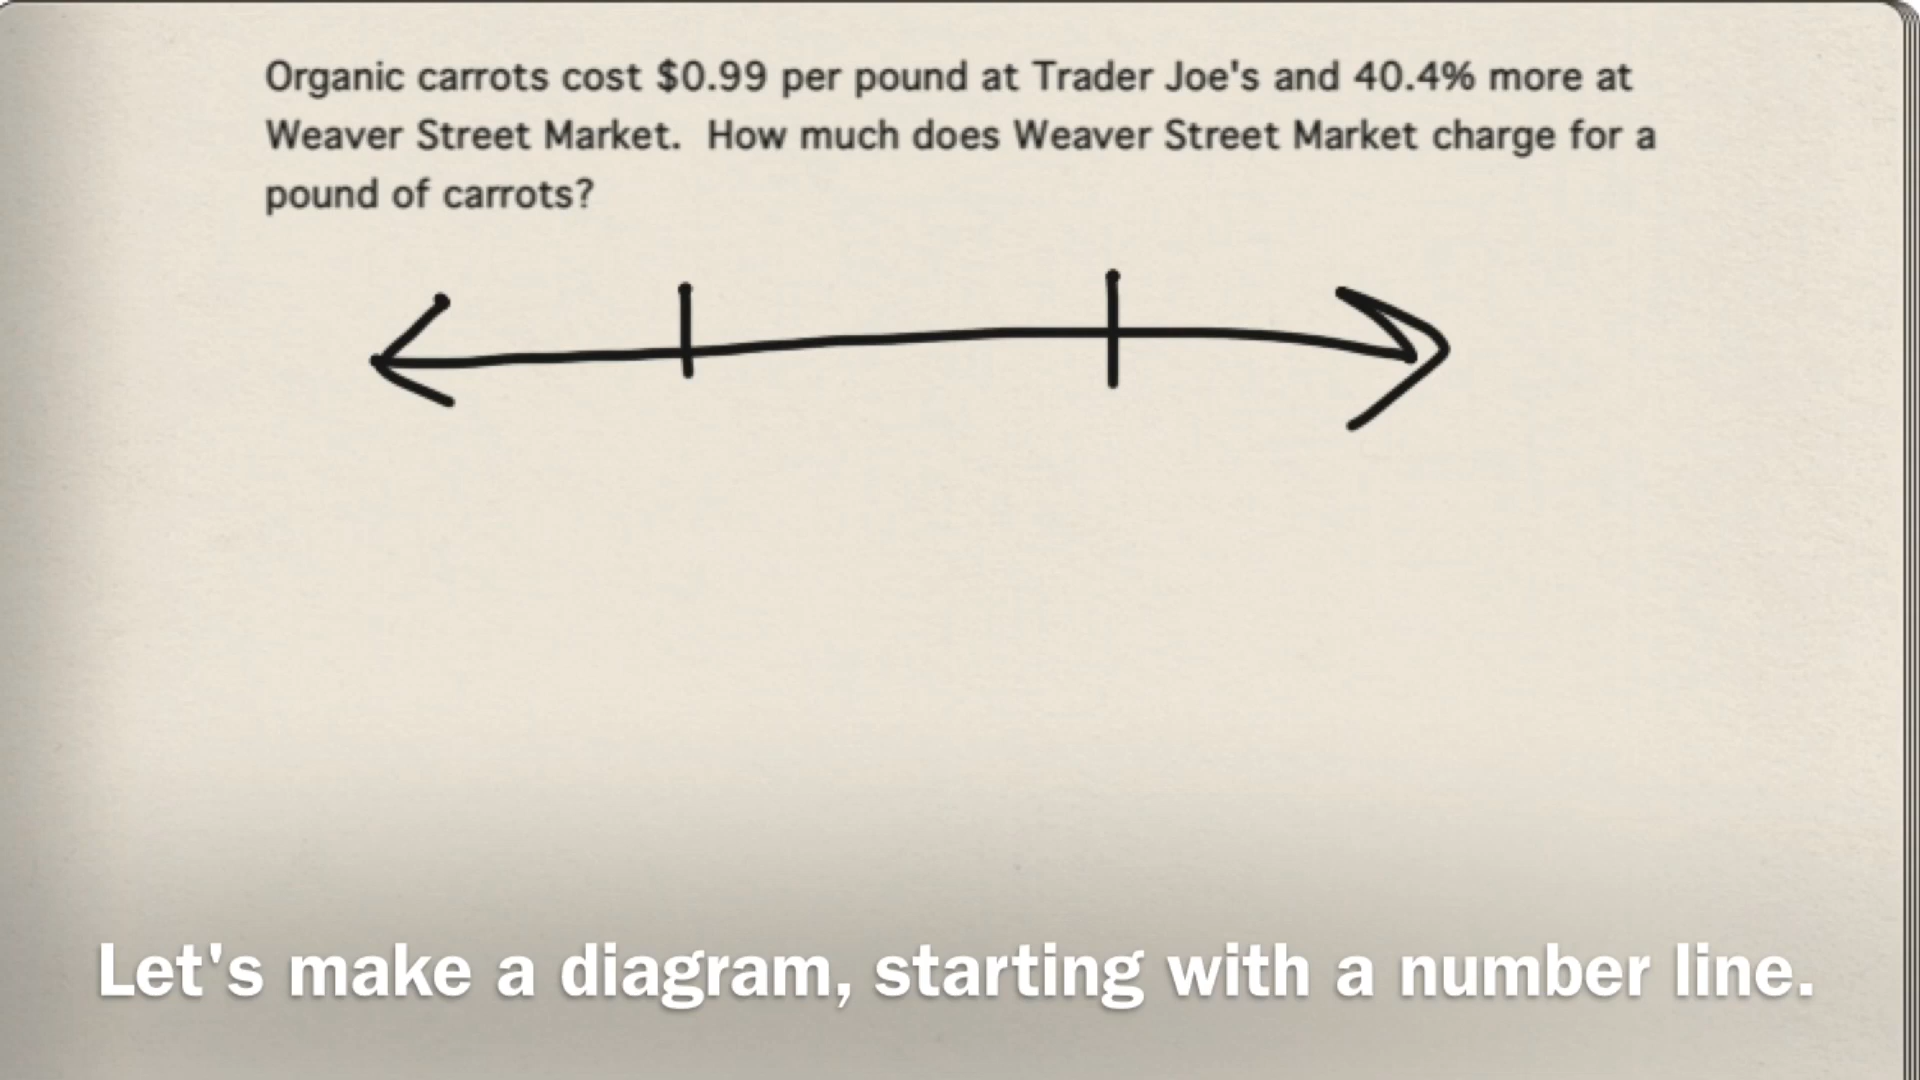 Organic carrots cost $0.99 per pound at Trader Joe's and 40.4% more at
Weaver Street Market.  How much does Weaver Street Market charge for a
pound of carrots?
Let's make a diagram, starting with a number line.